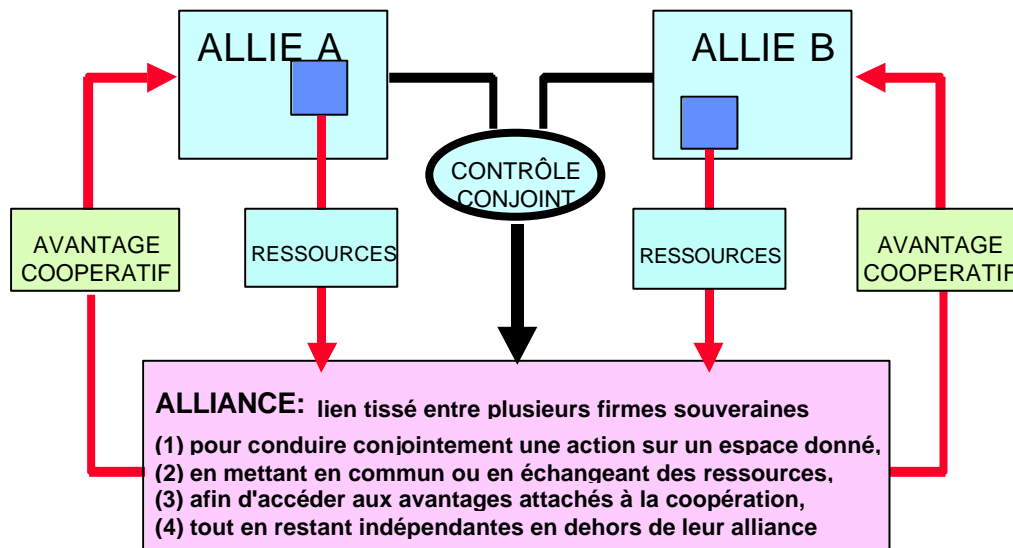 ALLIE A
ALLIE B
CONTRÔLE
CONJOINT
AVANTAGE
COOPERATIF
RESSOURCES
RESSOURCES
AVANTAGE
COOPERATIF
ALLIANCE: lien tissé entre plusieurs firmes souveraines
(1) pour conduire conjointement une action sur un espace donné,
(2) en mettant en commun ou en échangeant des ressources,
(3) afin d'accéder aux avantages attachés à la coopération,
(4) tout en restant indépendantes en dehors de leur alliance